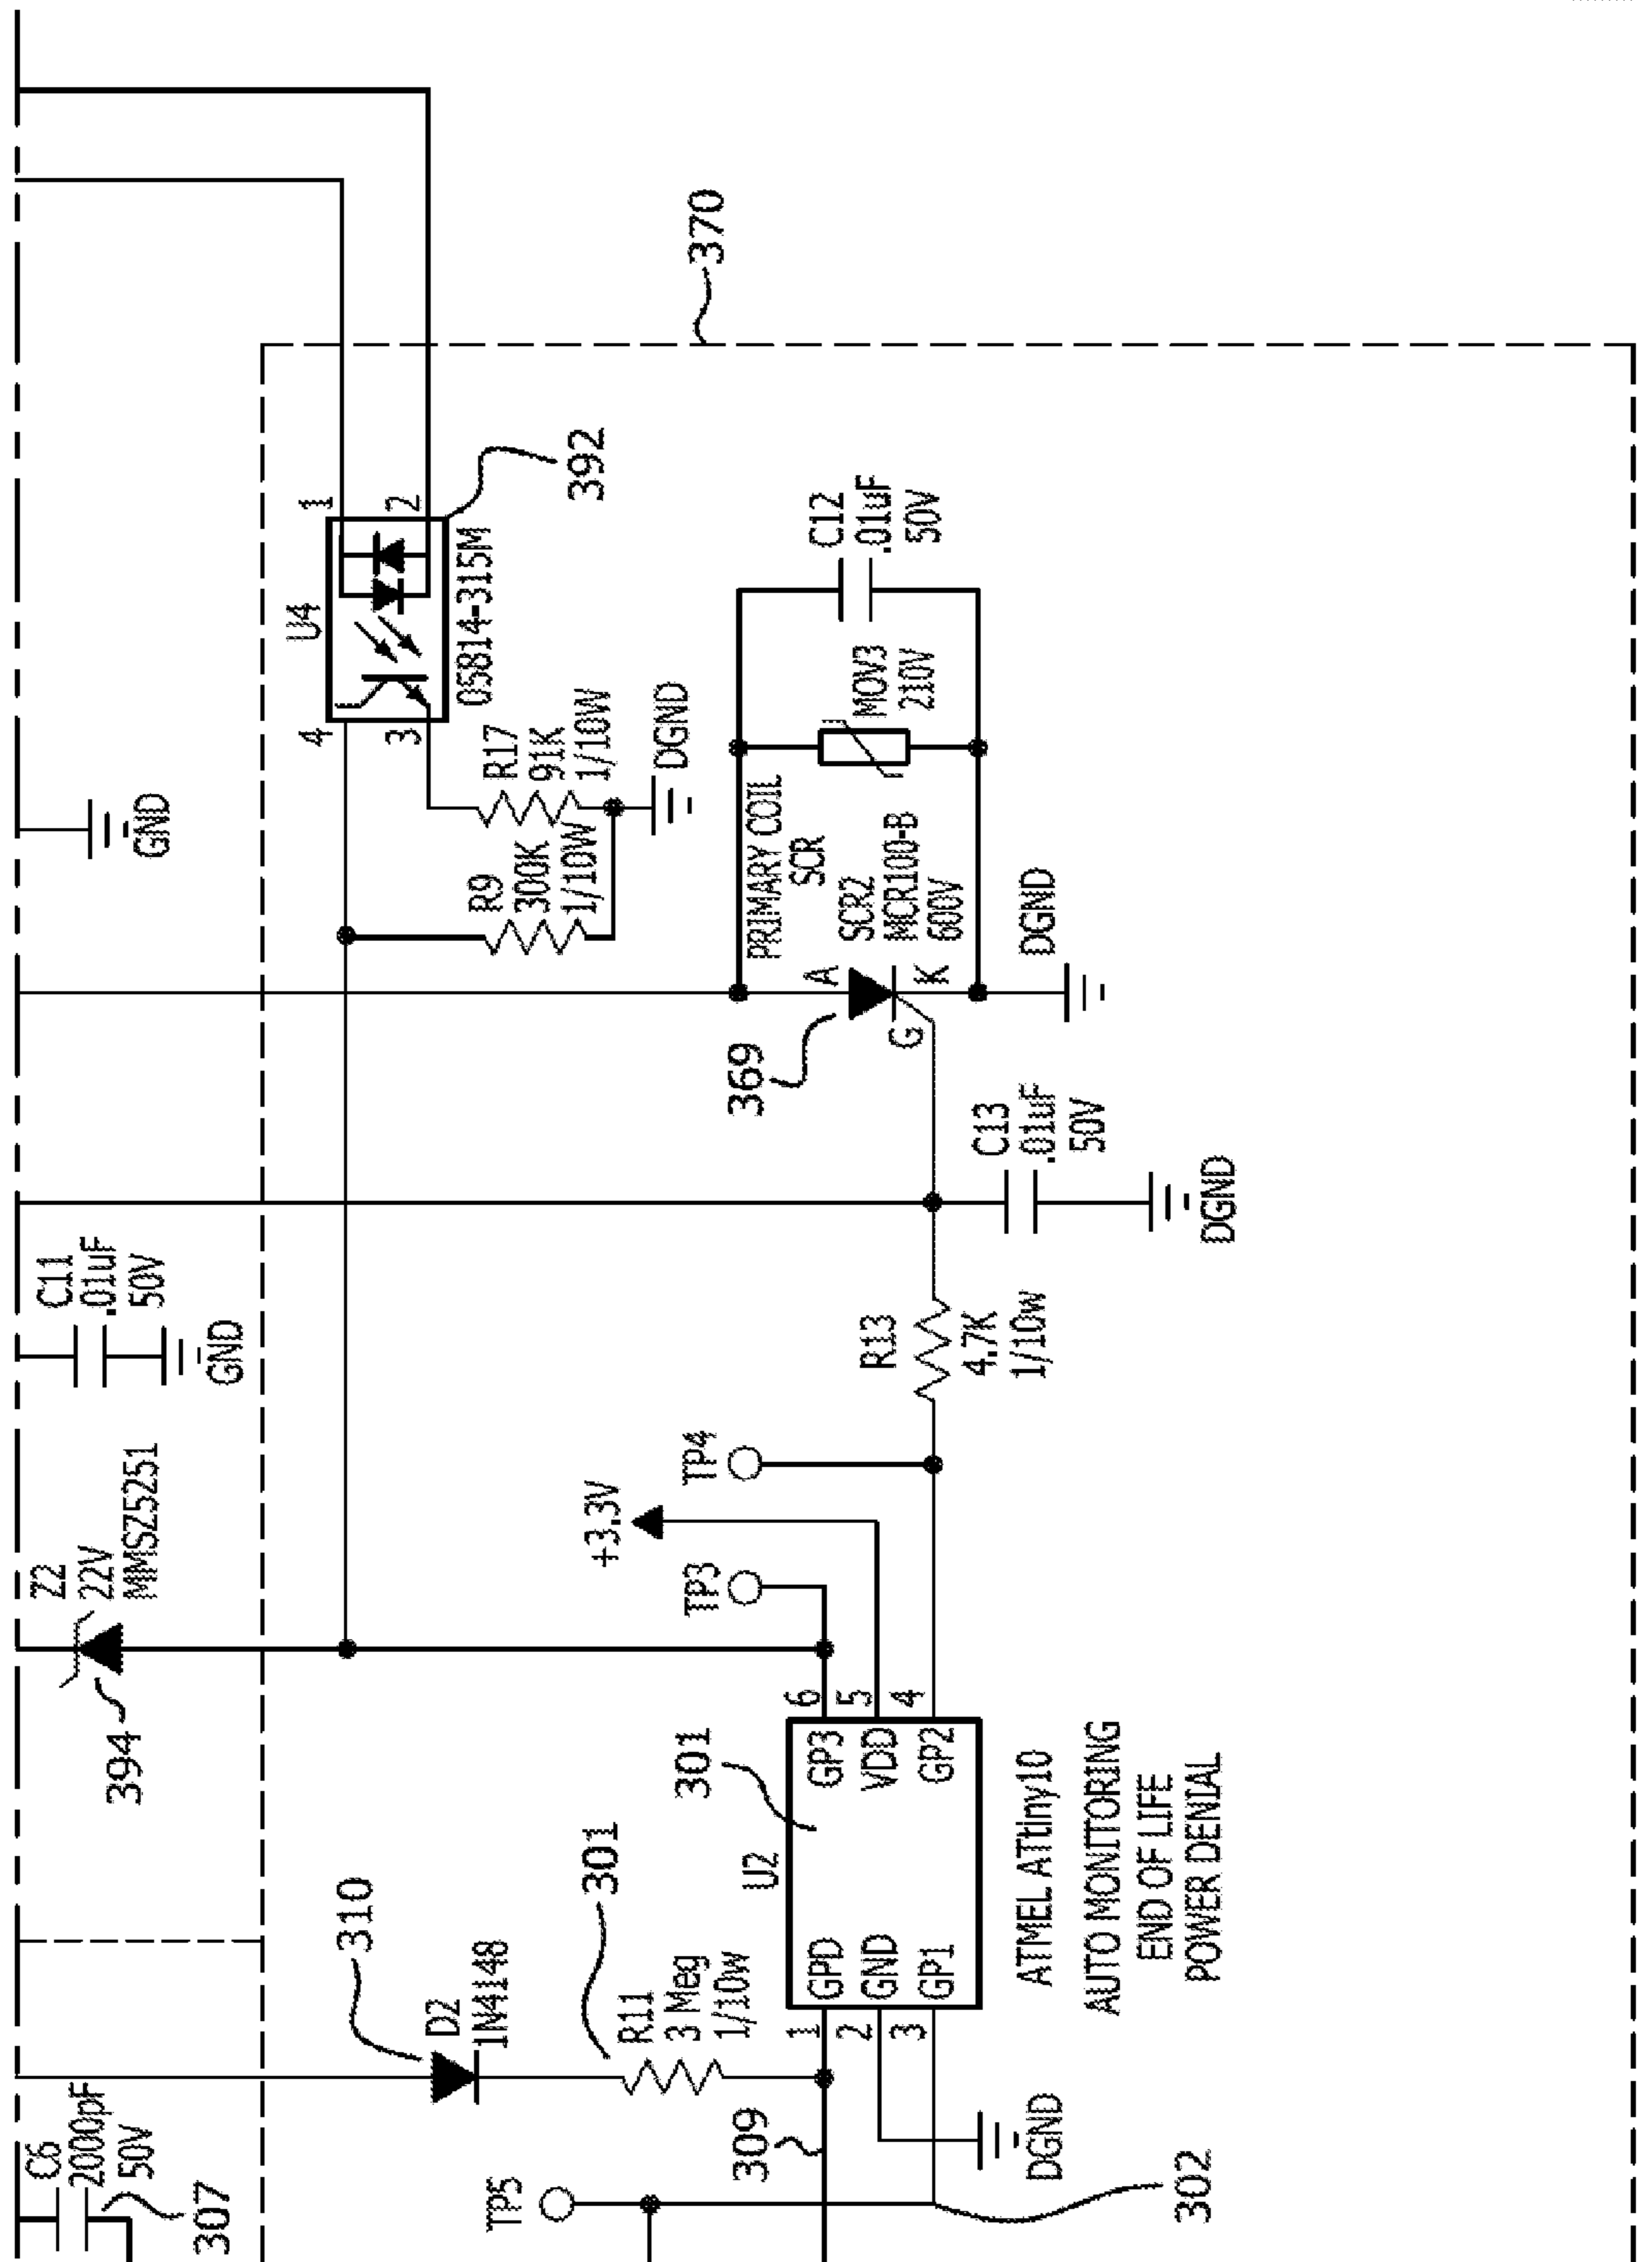 C6
2000pF
50V
307
310
D2
1N4148
301
R11
3 Meg
1/10w
309
TP5
302
DGND
1
2
3
GPD
GND
GP1
U2
301
GP3
VDD
GP2
6
5
4
ATMEL ATtiny10
AUTO MONITORING
END OF LIFE
POWER DENIAL
394
Z2
22V
MMSZ5251
TP3
+3.3V
TP4
C11
.01uF
50V
GND
R13
4.7K
1/10w
C13
.01uF
50V
DGND
369
A
G
K
PRIMARY COIL
SCR
SCR2
MCR100-B
600V
DGND
MOV3
210V
C12
.01uF
50V
GND
R9
300K
1/10W
R17
91K
1/10W
DGND
4
3
U4
1
2
05814-315M
392
370